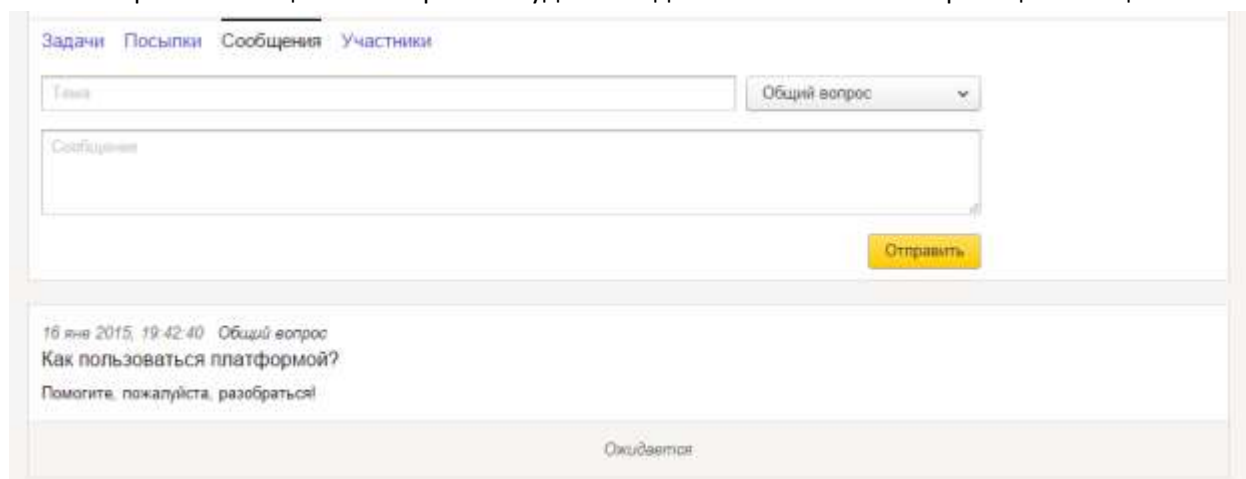 Задачи Посылки Сообщения Участники
Тема Общий вопрос
Сообщение
Отправить
16 янв 2015, 19:42:40 Общий вопрос
Как пользоваться платформой?
Помогите, пожалуйста, разобраться!
Ожидается